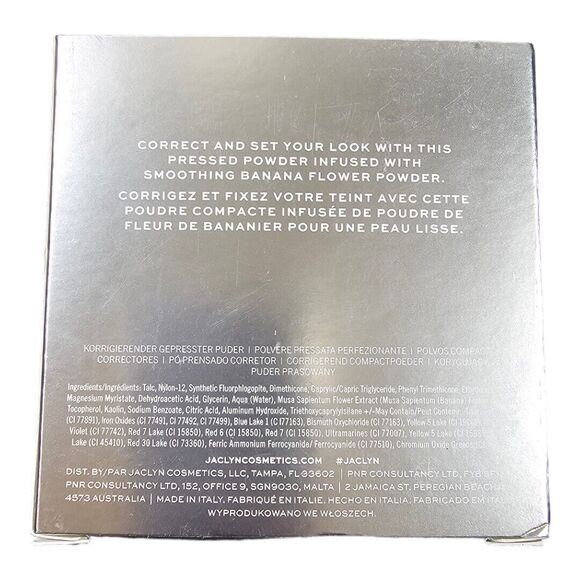 CORRECT AND SET YOUR LOOK WITH THIS
PRESSED POWDER INFUSED WITH
SMOOTHING BANANA FLOWER POWDER.
CORRIGEZ ET FIXEZ VOTRE TEINT AVEC CETTE
POUDRE COMPACTE INFUSÉE DE POUDRE DE
FLEUR DE BANANIER POUR UNE PEAU LISSE.
KORRIGIERENDER GEPRESSTER PUDER | POLVERE PRESSATA PERFEZIONANTE | POLVOS COMPACT
CORRECTORES | PÓ PRENSADO CORRETOR | CORRIGEREND COMPACTPOEDER | KORYGUJĄCY
PUDER PRASOWANY
Ingredients/Ingrédients: Talc, Nylon-12, Synthetic Fluorphlogopite, Dimethicone, Caprylic/Capric Triglyceride, Phenyl Trimethicone,
Magnesium Myristate, Dehydroacetic Acid, Glycerin, Aqua (Water), Musa Sapientum Flower Extract (Musa Sapientum (Banana) Flower
Tocopherol, Kaolin, Sodium Benzoate, Citric Acid, Aluminum Hydroxide, Triethoxycaprylylsilane +/-May Contain/Peut Contenir
(CI 77891), Iron Oxides (CI 77491, CI 77492, CI 77499), Blue Lake 1 (CI 77163), Bismuth Oxychloride (CI 77163), Yellow 5 Lake
Violet (CI 77742), Red 7 Lake (CI 15850), Red 6 (CI 15850), Red 7 (CI 15850), Ultramarines (CI 77007), Yellow 5 Lake
Lake (CI 45410), Red 30 Lake (CI 73360), Ferric Ammonium Ferrocyanide/Ferric Ferrocyanide (CI 77510), Chromium Oxide Greens
JACLYNCOSMETICS.COM #JACLYN
DIST. BY/PAR JACLYN COSMETICS, LLC, TAMPA, FL 33602 | PNR CONSULTANCY LTD,
PNR CONSULTANCY LTD, 152, OFFICE 9, SGN9030, MALTA | 2 JAMAICA ST. PEREGIAN BEACH
4573 AUSTRALIA | MADE IN ITALY. FABRIQUÉ EN ITALIE. HECHO EN ITALIA. FABRICADO EM
WYPRODUKOWANO WE WŁOSZECH.